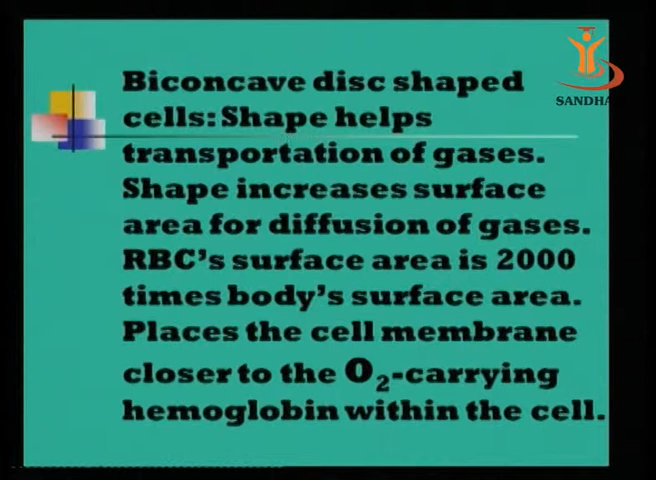 Biconcave disc shaped
cells: Shape helps
transportation of gases.
Shape increases surface
area for diffusion of gases.
RBC's surface area is 2000
times body's surface area.
Places the cell membrane
closer to the O₂-carrying
hemoglobin within the cell.
SANDHA